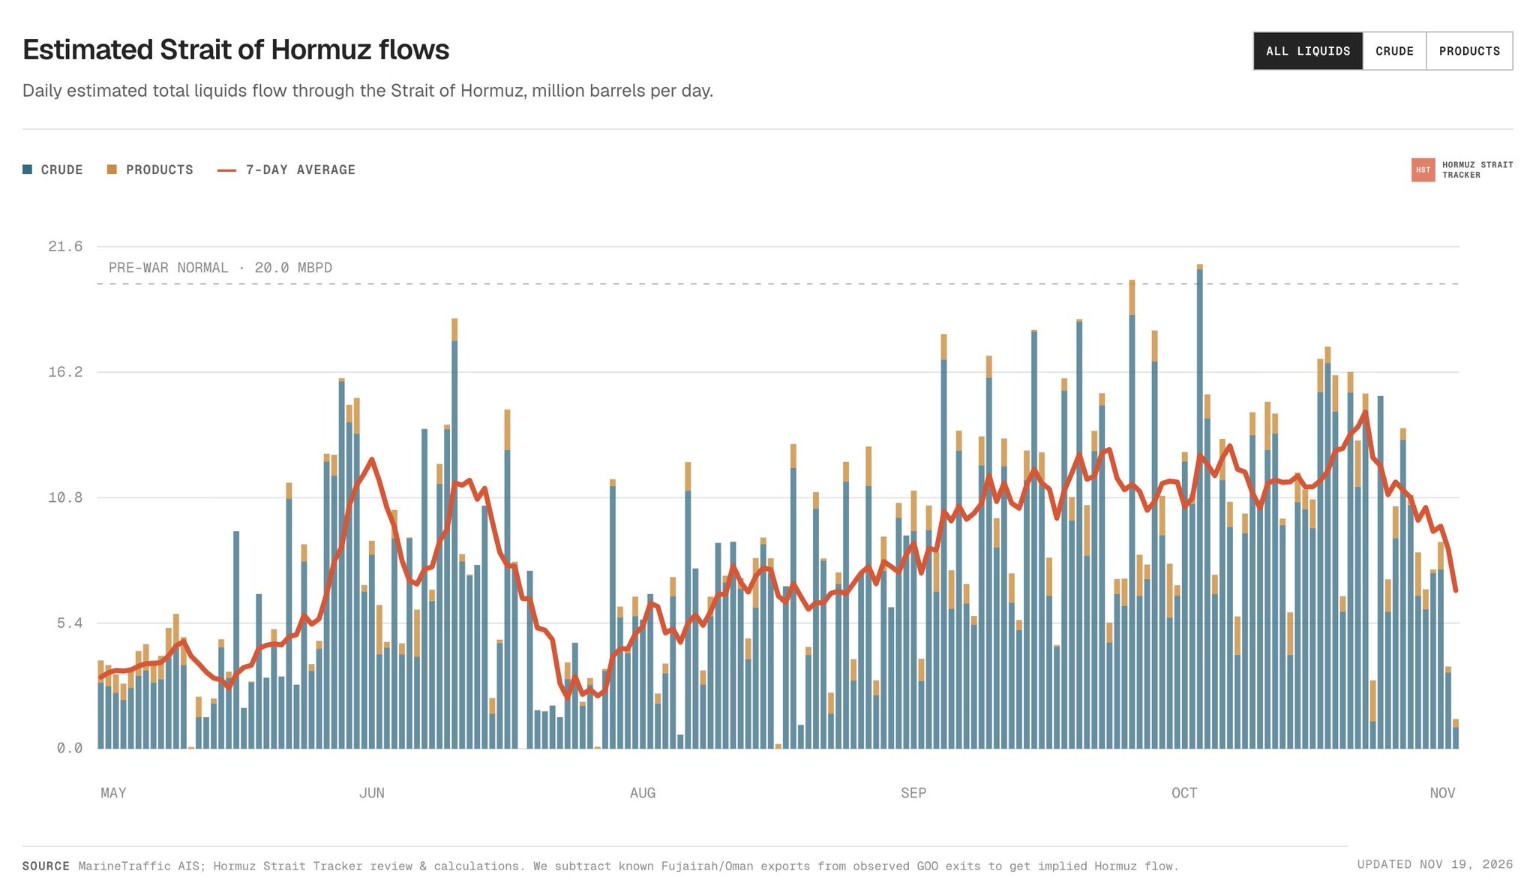 Estimated Strait of Hormuz flows
ALL LIQUIDS CRUDE PRODUCTS
Daily estimated total liquids flow through the Strait of Hormuz, million barrels per day.
CRUDE PRODUCTS 7-DAY AVERAGE
HST
HORMUZ STRAIT
TRACKER
21.6
PRE-WAR NORMAL · 20.0 MBPD
16.2
10.8
5.4
0.0
MAY JUN AUG SEP OCT NOV
SOURCE MarineTraffic AIS; Hormuz Strait Tracker review & calculations. We subtract known Fujairah/Oman exports from observed GOO exits to get implied Hormuz flow.
UPDATED NOV 19, 2026